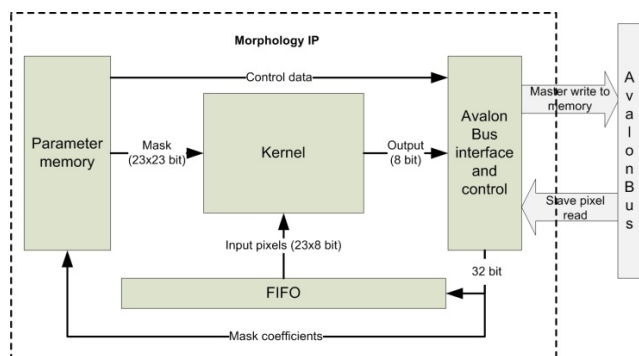 Morphology IP
Control data
Parameter
memory
Mask
(23x23 bit)
Kernel
Output
(8 bit)
Avalon
Bus
interface
and
control
Master write to
memory
Slave pixel
read
AvalonBus
Input pixels (23x8 bit)
32 bit
FIFO
Mask coefficients